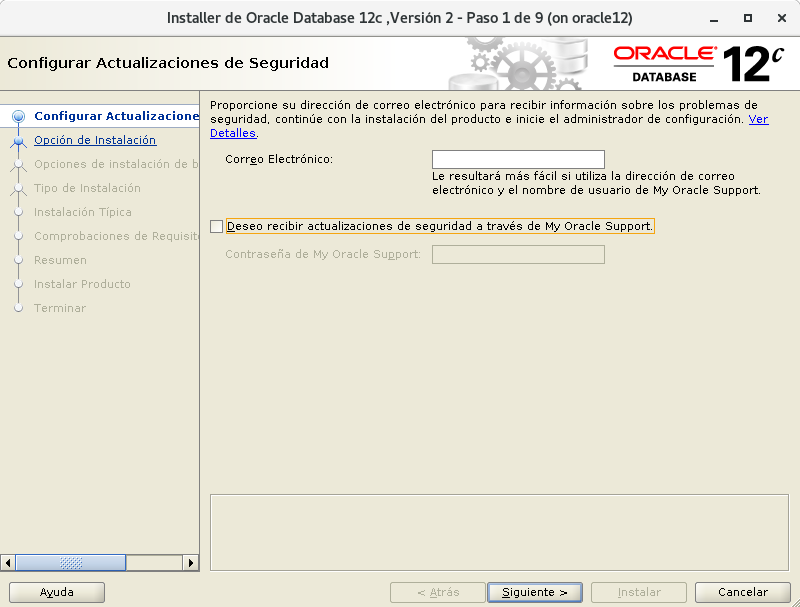 Installer de Oracle Database 12c ,Versión 2 - Paso 1 de 9 (on oracle12)
Configurar Actualizaciones de Seguridad
ORACLE
DATABASE
12c
Configurar Actualizacione
Opción de Instalación
Opciones de instalación de b
Tipo de Instalación
Instalación Típica
Comprobaciones de Requisit
Resumen
Instalar Producto
Terminar
Proporcione su dirección de correo electrónico para recibir información sobre los problemas de
seguridad, continúe con la instalación del producto e inicie el administrador de configuración. Ver
Detalles.
Correo Electrónico:
Le resultará más fácil si utiliza la dirección de correo
electrónico y el nombre de usuario de My Oracle Support.
Deseo recibir actualizaciones de seguridad a través de My Oracle Support.
Contraseña de My Oracle Support:
Ayuda
< Atrás
Siguiente >
Instalar
Cancelar